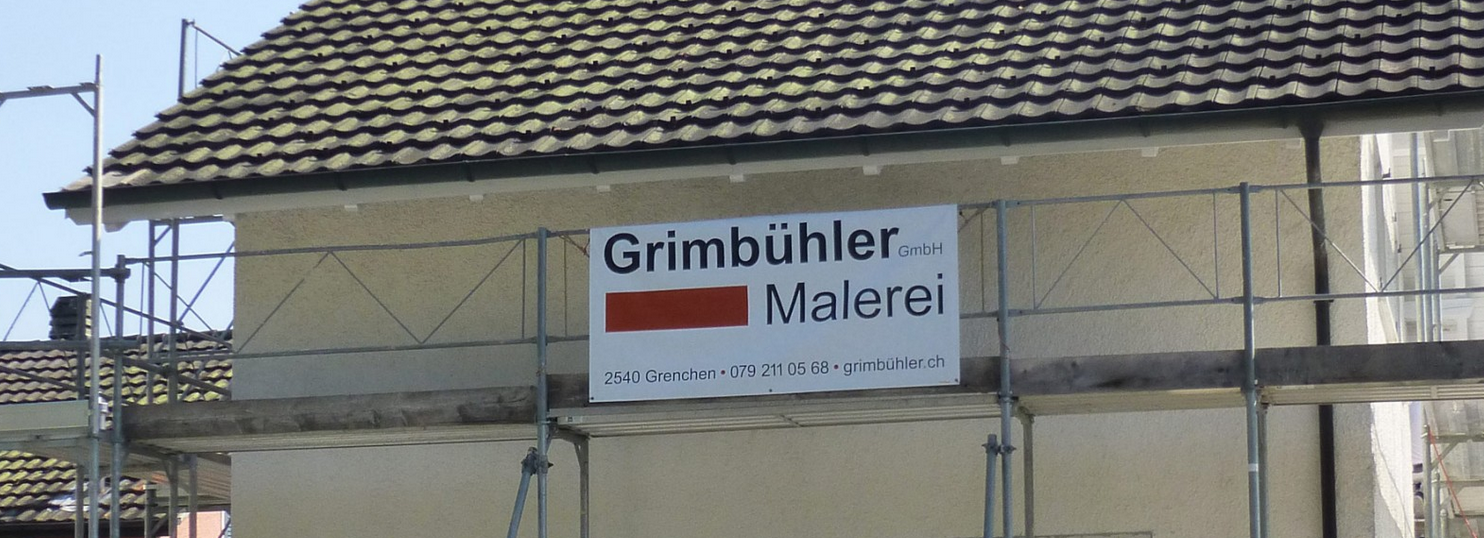 Grimbühler GmbH
Malerei
2540 Grenchen • 079 211 05 68 • grimbühler.ch